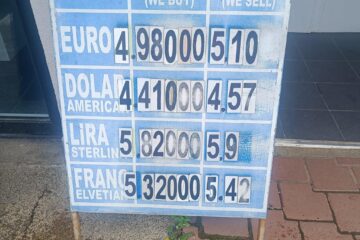 (WE BUY) (WE SELL)
EURO 4.98000 5.10
DOLAR 4.41000 4.57
AMERICAN
LIRA 5.82000 5.9
STERLIN
FRANC 5.32000 5.42
ELVETIAN